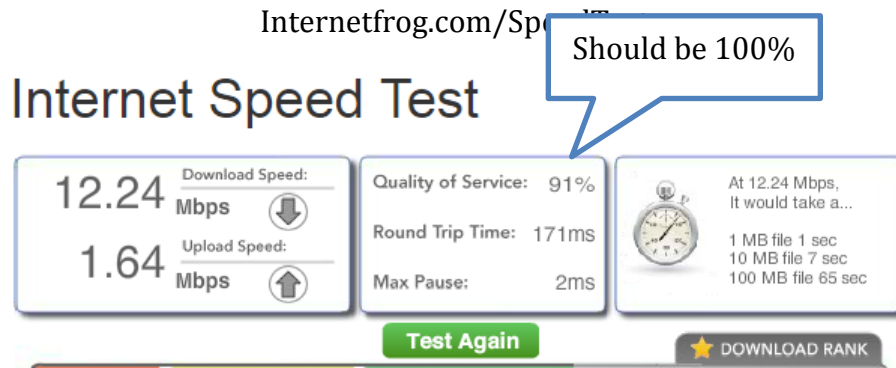 Internetfrog.com/Sp
Should be 100%
Internet Speed Test
12.24 Mbps
Download Speed:
1.64 Mbps
Upload Speed:
Quality of Service: 91%
Round Trip Time: 171ms
Max Pause: 2ms
At 12.24 Mbps,
It would take a...
1 MB file 1 sec
10 MB file 7 sec
100 MB file 65 sec
Test Again
DOWNLOAD RANK